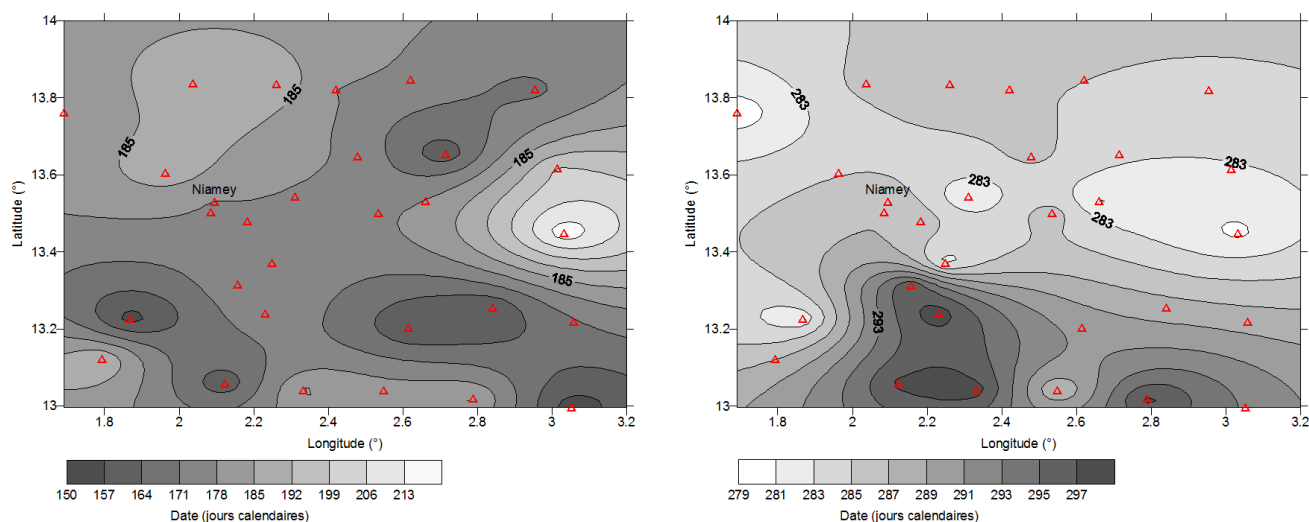 14
13.8
13.6
13.4
13.2
13
Latitude (°)
185
185
185
185
Niamey
1.8 2 2.2 2.4 2.6 2.8 3 3.2
Longitude (°)
150 157 164 171 178 185 192 199 206 213
Date (jours calendaires)
14
13.8
13.6
13.4
13.2
13
Latitude (°)
283
283
283
283
293
Niamey
1.8 2 2.2 2.4 2.6 2.8 3 3.2
Longitude (°)
279 281 283 285 287 289 291 293 295 297
Date (jours calendaires)